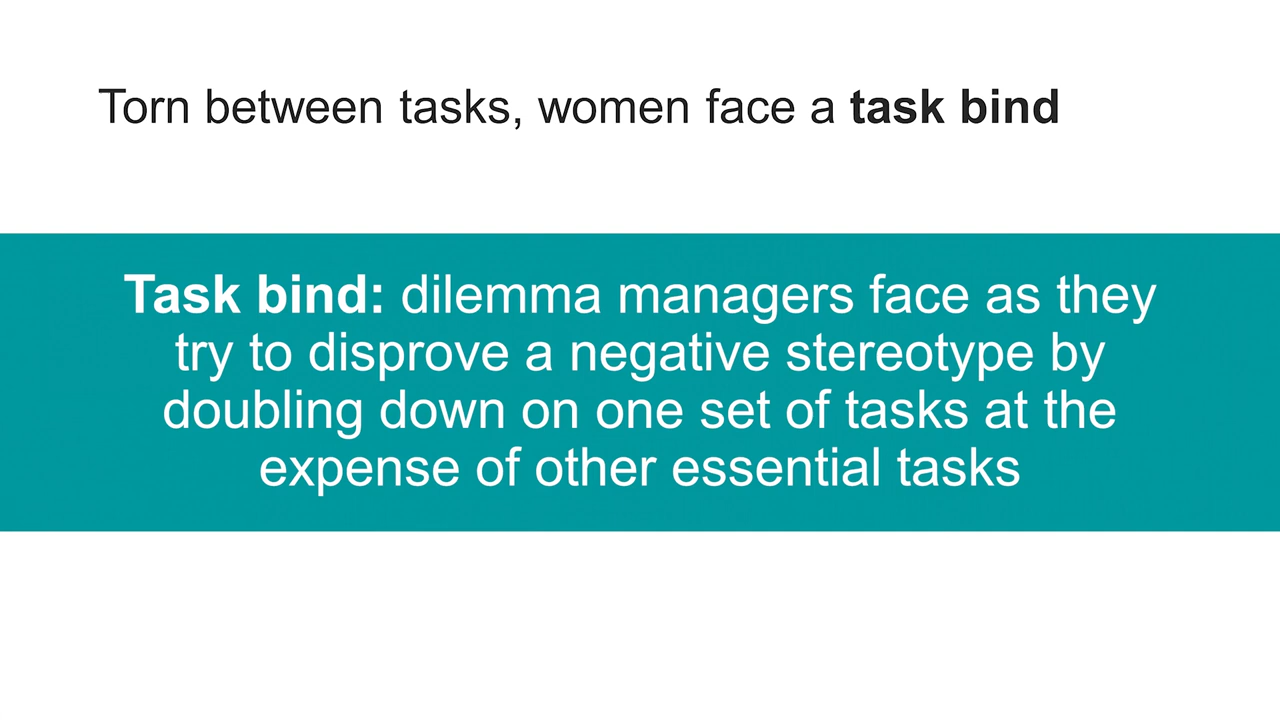 Torn between tasks, women face a task bind
Task bind: dilemma managers face as they
try to disprove a negative stereotype by
doubling down on one set of tasks at the
expense of other essential tasks